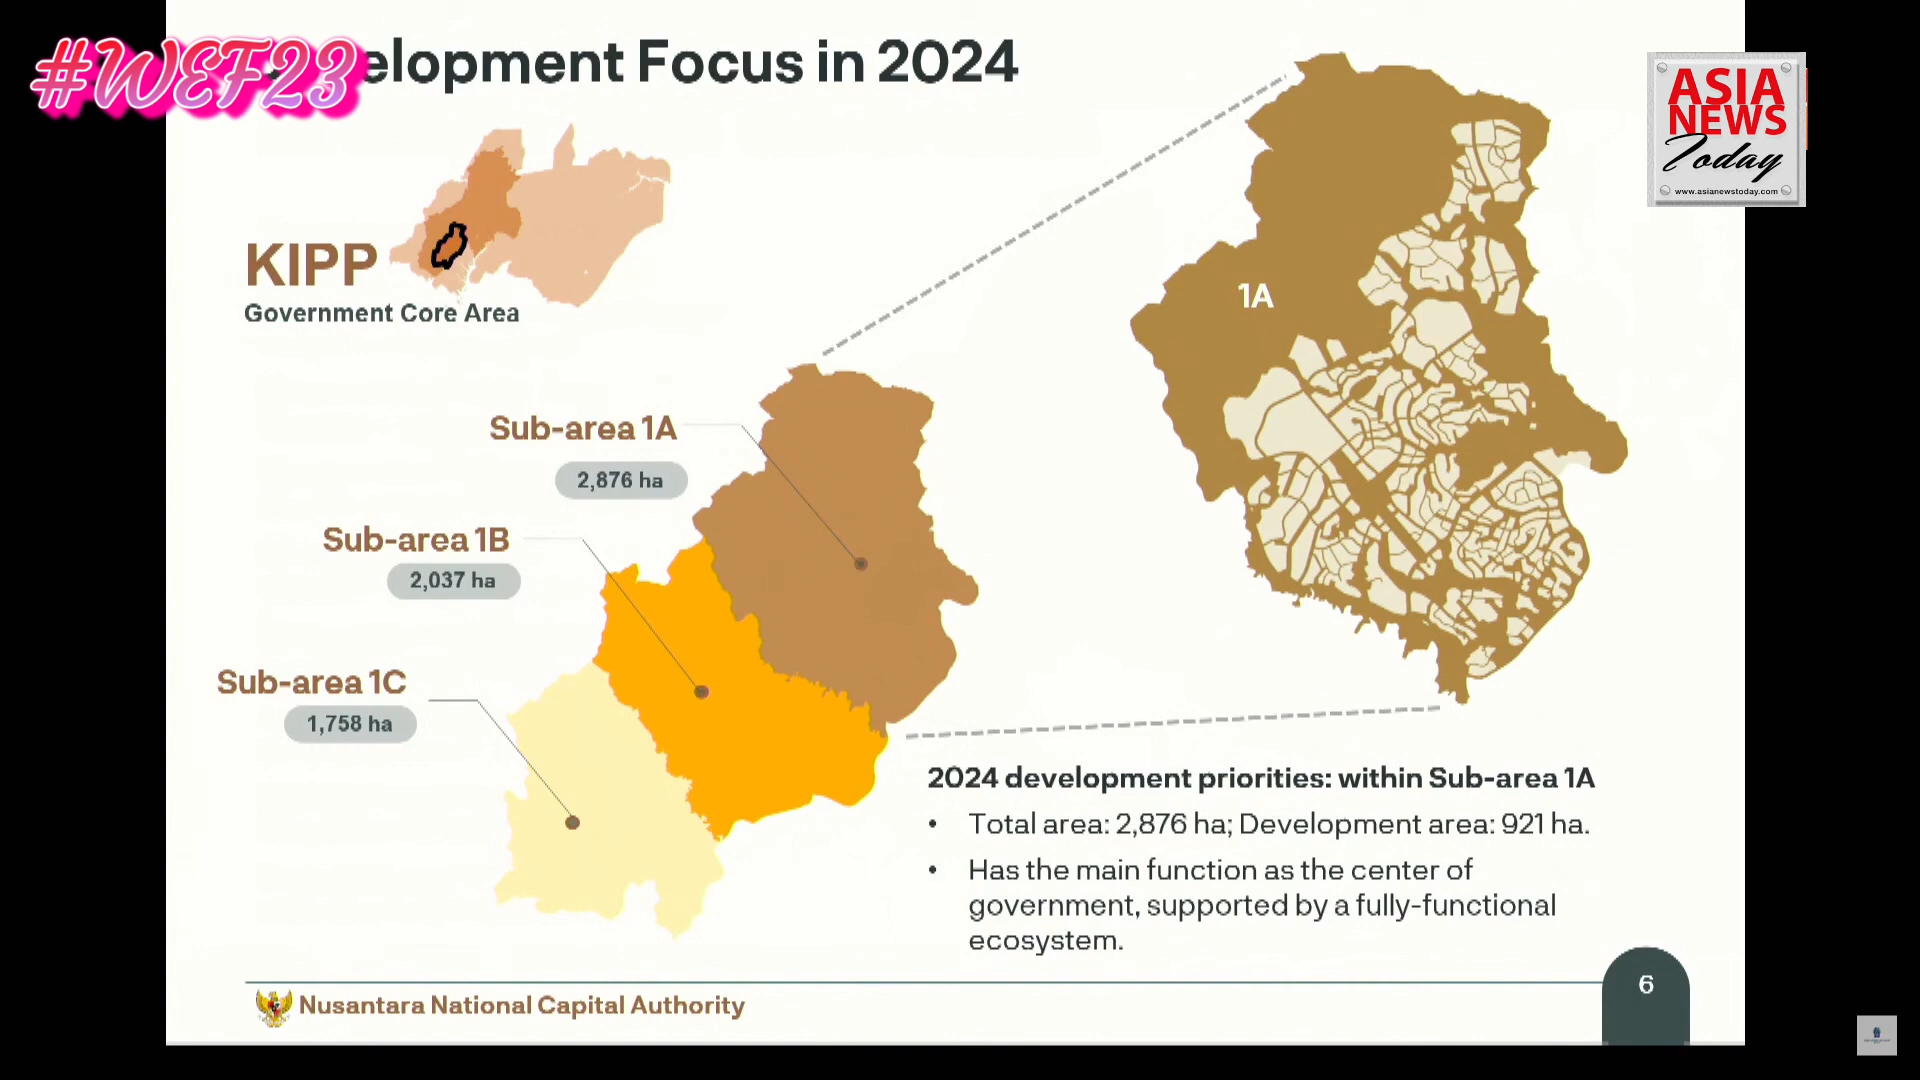 #WEF23
elopment Focus in 2024
ASIA
NEWS
Today
www.asianewstoday.com
KIPP
Government Core Area
1A
Sub-area 1A
2,876 ha
Sub-area 1B
2,037 ha
Sub-area 1C
1,758 ha
2024 development priorities: within Sub-area 1A
• Total area: 2,876 ha; Development area: 921 ha.
• Has the main function as the center of
government, supported by a fully-functional
ecosystem.
Nusantara National Capital Authority
6